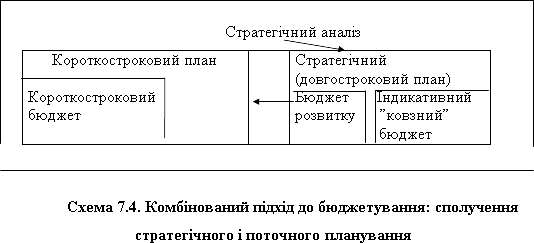 Стратегічний аналіз
Короткостроковий план
Короткостроковий
бюджет
Стратегічний
(довгостроковий план)
Бюджет
розвитку
Індикативний
"ковзний"
бюджет
Схема 7.4. Комбінований підхід до бюджетування: сполучення
стратегічного і поточного планування